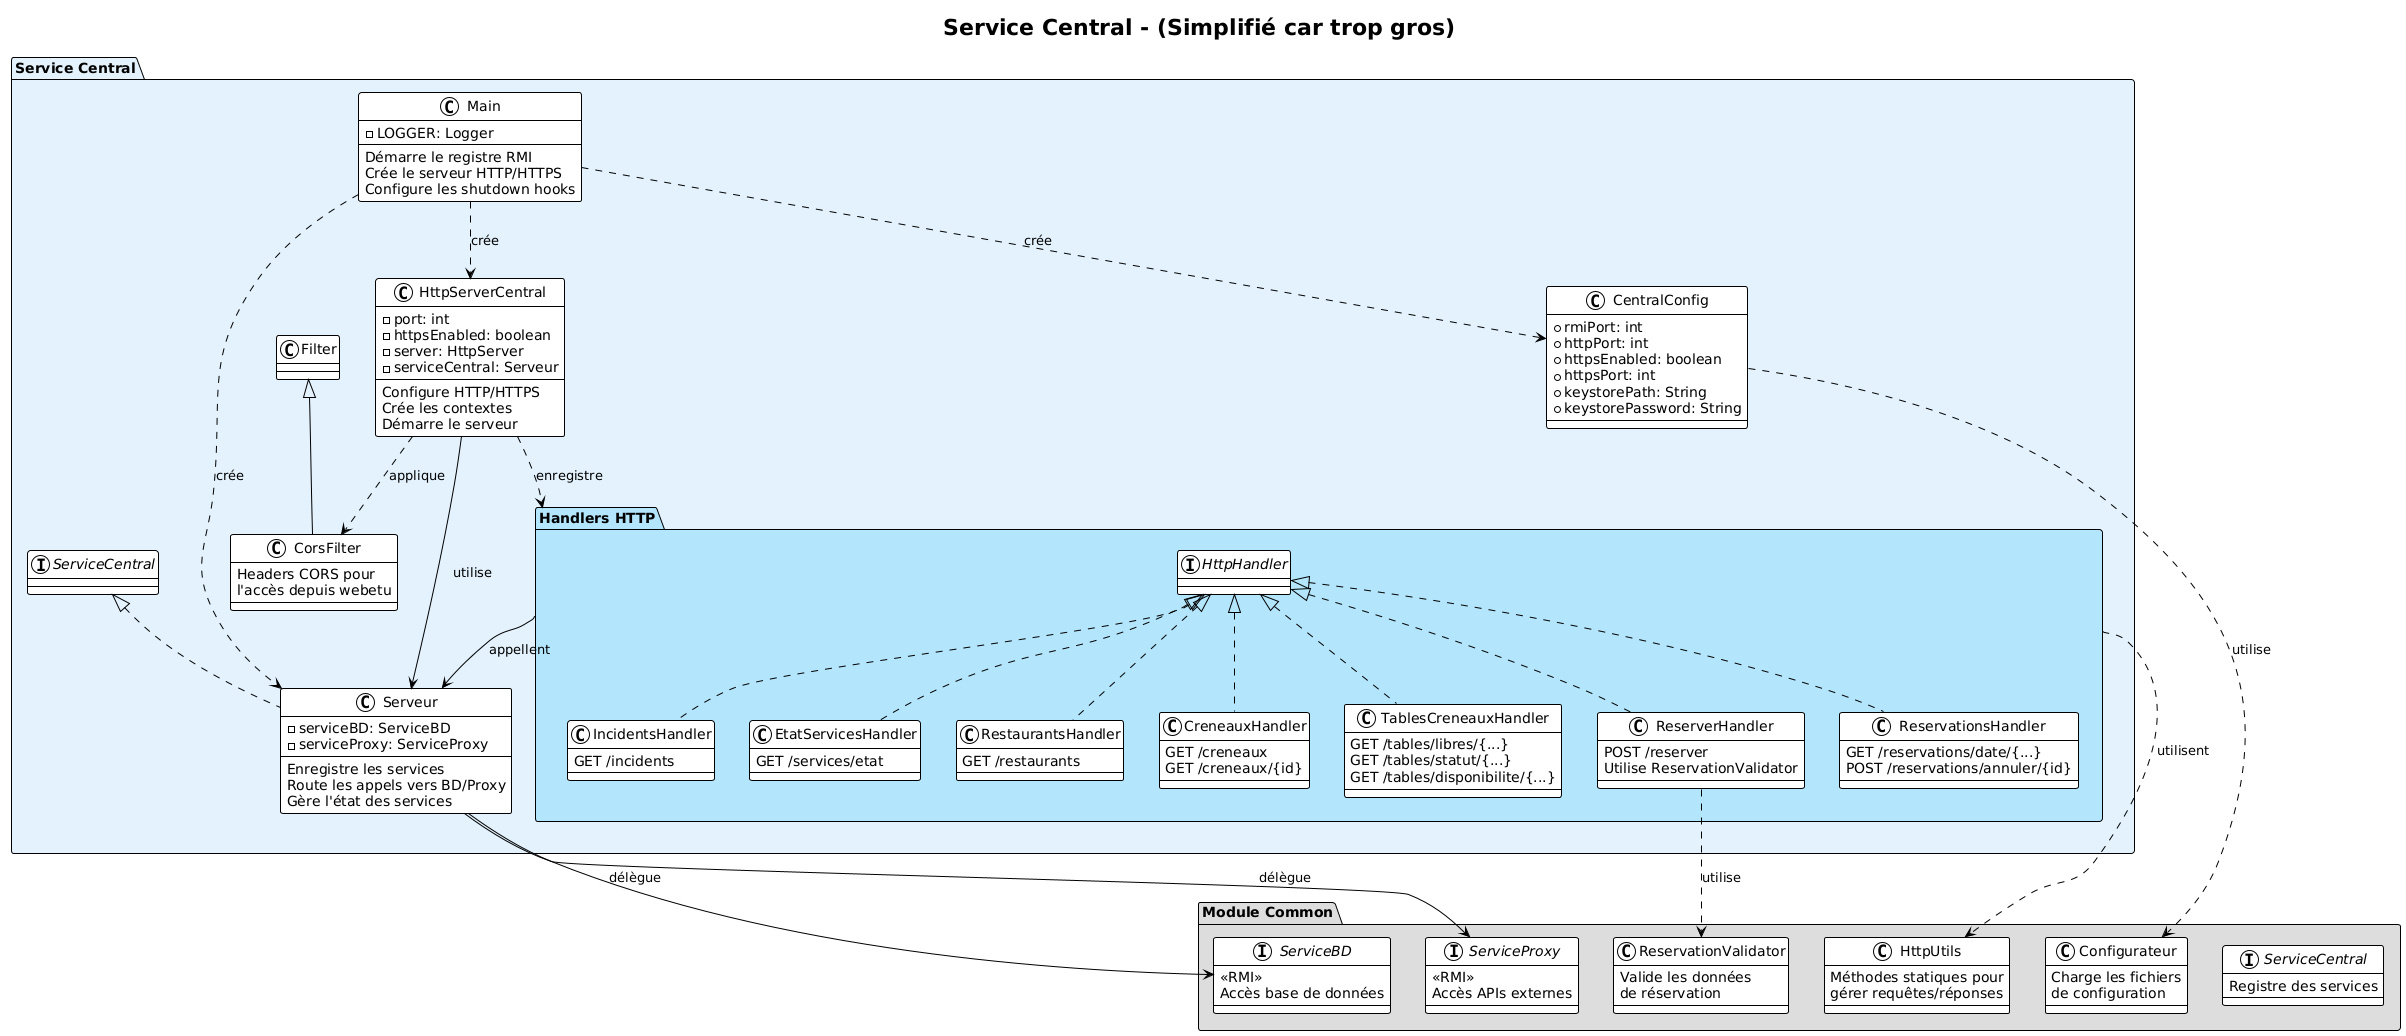 Service Central - (Simplifié car trop gros)
Service Central
C Main
LOGGER: Logger
Démarre le registre RMI
Crée le serveur HTTP/HTTPS
Configure les shutdown hooks
crée
crée
C HttpServerCentral
port: int
httpsEnabled: boolean
server: HttpServer
serviceCentral: Serveur
Configure HTTP/HTTPS
Crée les contextes
Démarre le serveur
C CentralConfig
rmiPort: int
httpPort: int
httpsEnabled: boolean
httpsPort: int
keystorePath: String
keystorePassword: String
C Filter
crée
applique
enregistre
Handlers HTTP
C CorsFilter
Headers CORS pour
l'accès depuis webetu
I ServiceCentral
utilise
I HttpHandler
appellent
utilise
C Serveur
serviceBD: ServiceBD
serviceProxy: ServiceProxy
Enregistre les services
Route les appels vers BD/Proxy
Gère l'état des services
C IncidentsHandler
GET /incidents
C EtatServicesHandler
GET /services/etat
C RestaurantsHandler
GET /restaurants
C CreneauxHandler
GET /creneaux
GET /creneaux/{id}
C TablesCreneauxHandler
GET /tables/libres/{...}
GET /tables/statut/{...}
GET /tables/disponibilite/{...}
C ReserverHandler
POST /reserver
Utilise ReservationValidator
C ReservationsHandler
GET /reservations/date/{...}
POST /reservations/annuler/{id}
utilisent
délègue
délègue
utilise
Module Common
I ServiceBD
«RMI»
Accès base de données
I ServiceProxy
«RMI»
Accès APIs externes
C ReservationValidator
Valide les données
de réservation
C HttpUtils
Méthodes statiques pour
gérer requêtes/réponses
C Configurateur
Charge les fichiers
de configuration
I ServiceCentral
Registre des services